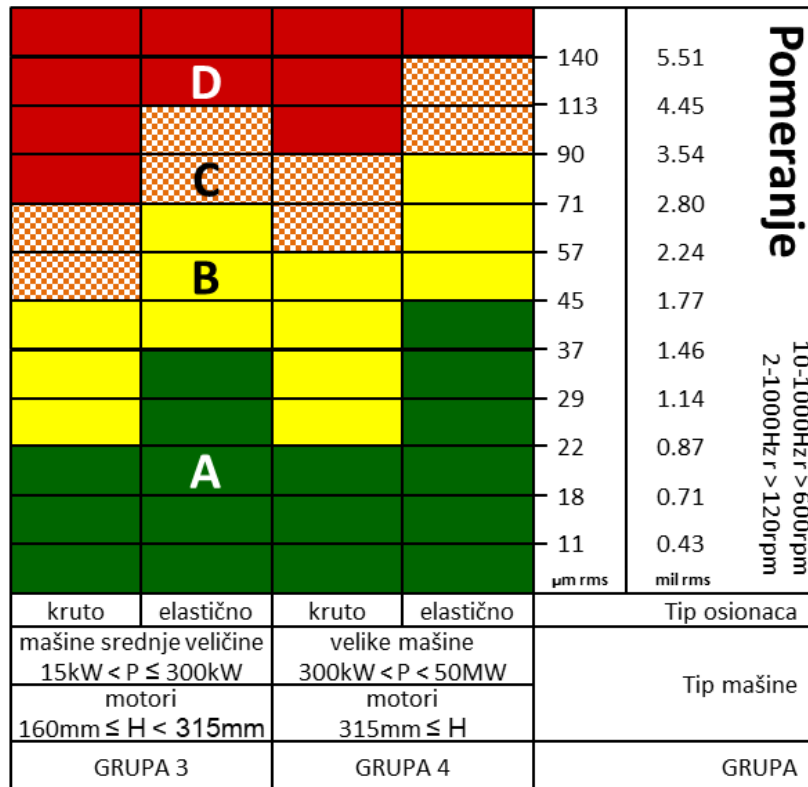 D
C
B
A
140 5.51
113 4.45
90 3.54
71 2.80
57 2.24
45 1.77
37 1.46
29 1.14
22 0.87
18 0.71
11 0.43
µm rms mil rms
Pomeranje
10-1000Hz r > 600rpm
2-1000Hz r > 120rpm
kruto elastično kruto elastično Tip osionaca
mašine srednje veličine
15kW < P ≤ 300kW
velike mašine
300kW < P < 50MW
Tip mašine
motori
160mm ≤ H < 315mm
motori
315mm ≤ H
GRUPA 3 GRUPA 4 GRUPA